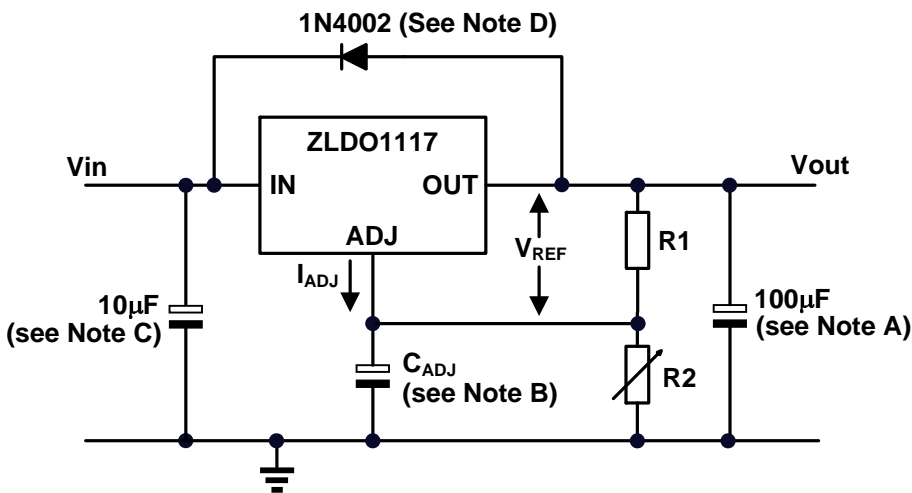 1N4002 (See Note D)
ZLDO1117
Vin
Vout
IN
OUT
ADJ
VREF
R1
IADJ
10μF
(see Note C)
100μF
(see Note A)
CADJ
(see Note B)
R2